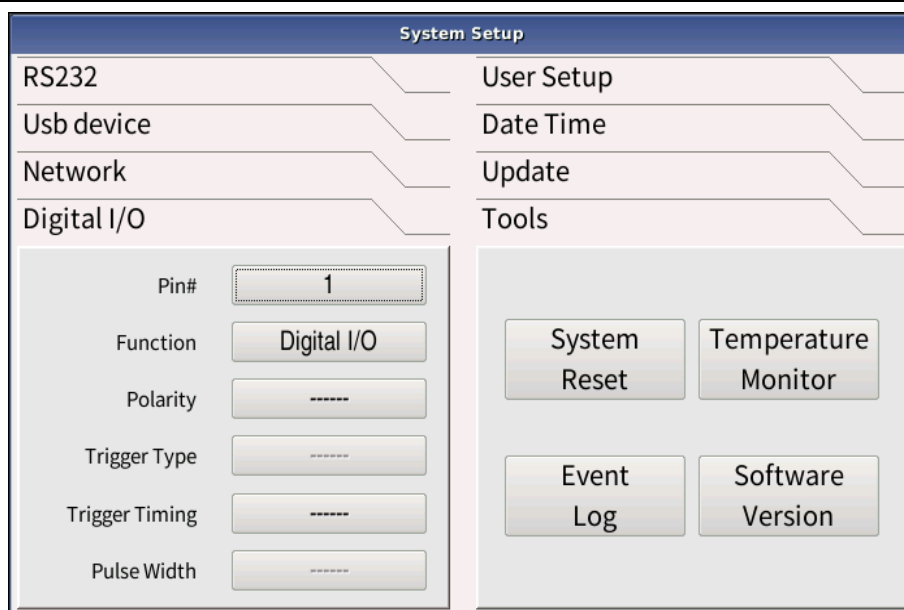 System Setup
RS232
Usb device
Network
Digital I/O
Pin# 1
Function Digital I/O
Polarity ------
Trigger Type ------
Trigger Timing ------
Pulse Width ------
User Setup
Date Time
Update
Tools
System
Reset
Temperature
Monitor
Event
Log
Software
Version